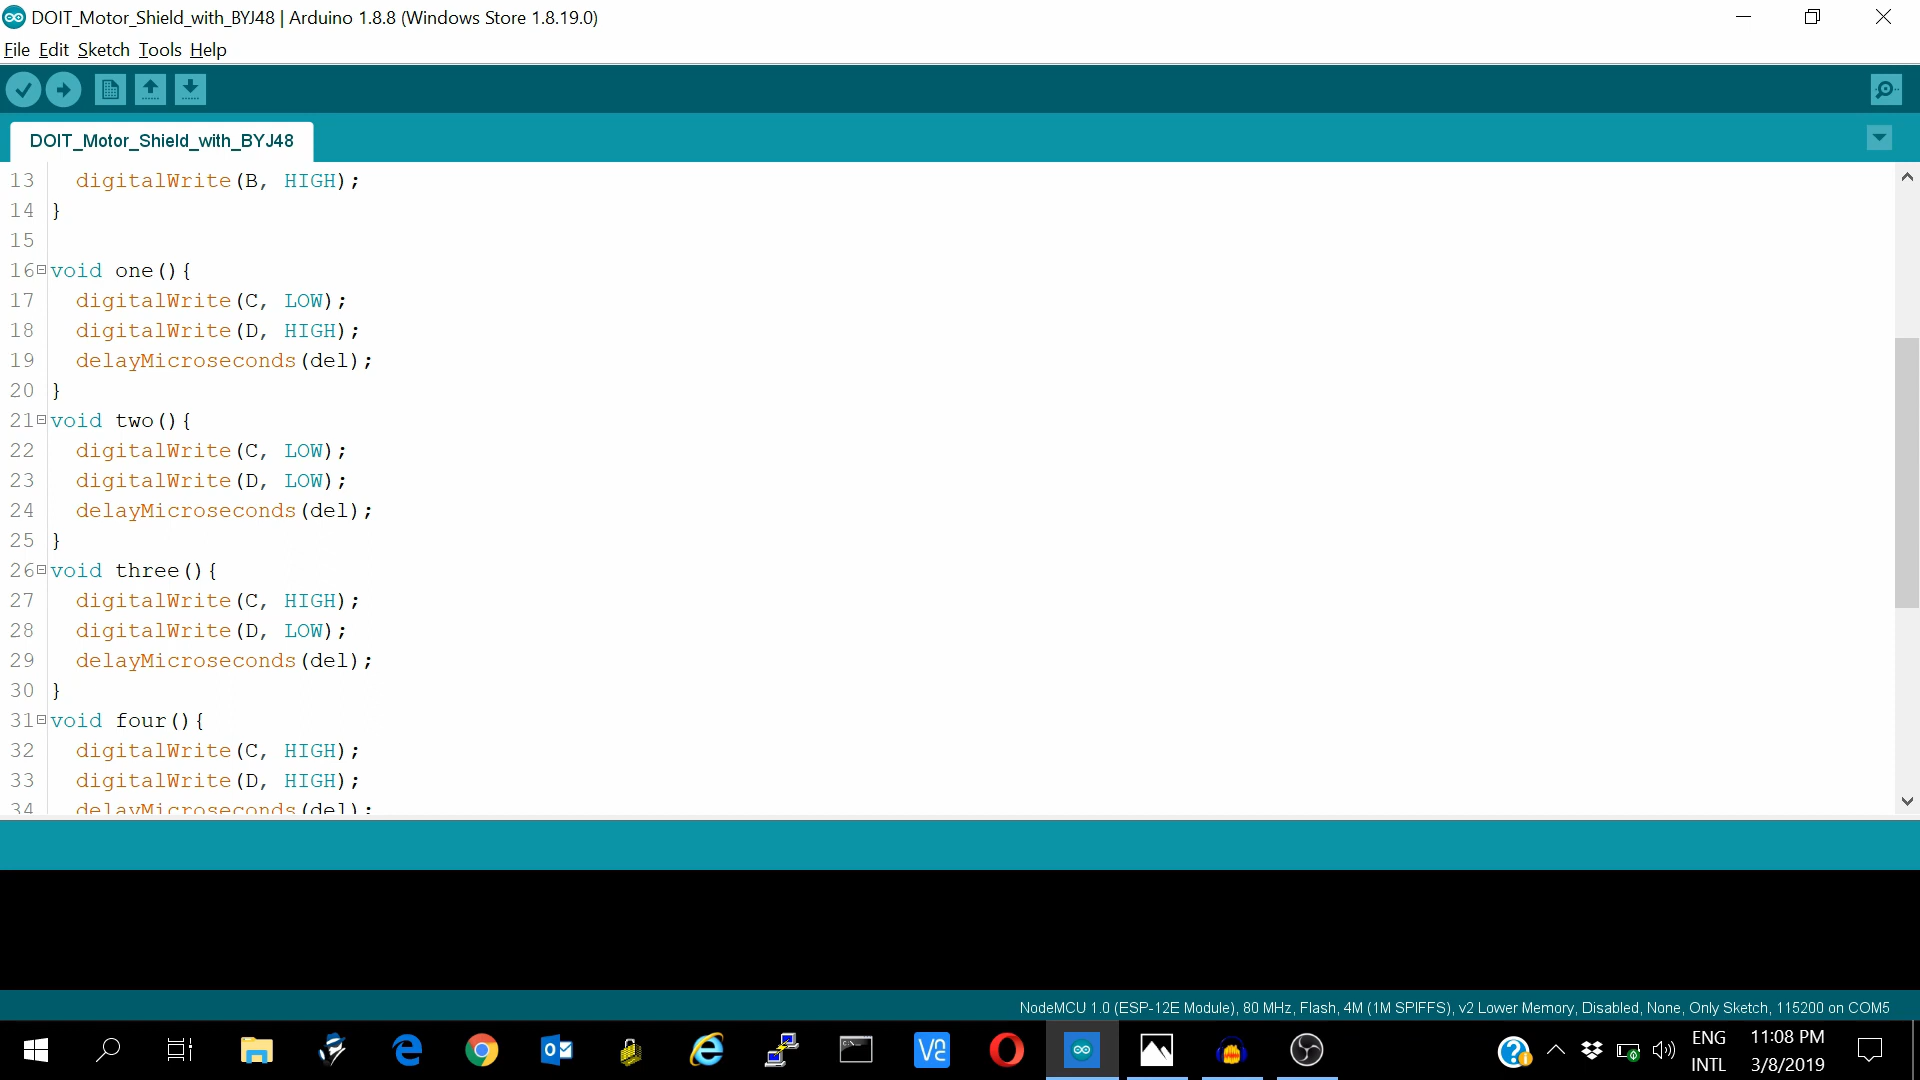 DOIT_Motor_Shield_with_BYJ48 | Arduino 1.8.8 (Windows Store 1.8.19.0)
File Edit Sketch Tools Help
DOIT_Motor_Shield_with_BYJ48
13 digitalWrite(B, HIGH);
14 }
15
16 void one(){
17 digitalWrite(C, LOW);
18 digitalWrite(D, HIGH);
19 delayMicroseconds(del);
20 }
21 void two(){
22 digitalWrite(C, LOW);
23 digitalWrite(D, LOW);
24 delayMicroseconds(del);
25 }
26 void three(){
27 digitalWrite(C, HIGH);
28 digitalWrite(D, LOW);
29 delayMicroseconds(del);
30 }
31 void four(){
32 digitalWrite(C, HIGH);
33 digitalWrite(D, HIGH);
34 delayMicroseconds(del);
NodeMCU 1.0 (ESP-12E Module), 80 MHz, Flash, 4M (1M SPIFFS), v2 Lower Memory, Disabled, None, Only Sketch, 115200 on COM5
ENG 11:08 PM
INTL 3/8/2019